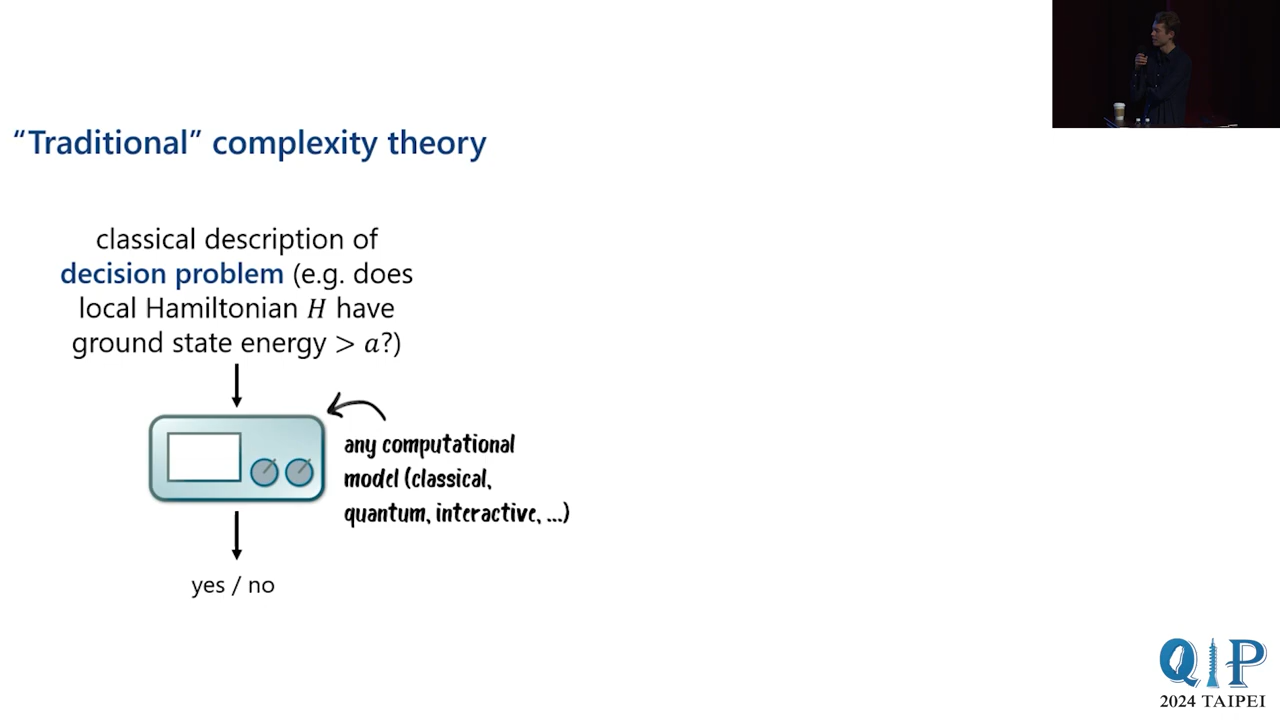 “Traditional” complexity theory
classical description of
decision problem (e.g. does
local Hamiltonian 𝐻 have
ground state energy > 𝑎?)
any computational
model (classical,
quantum, interactive, ...)
yes / no
QIP
2024 TAIPEI